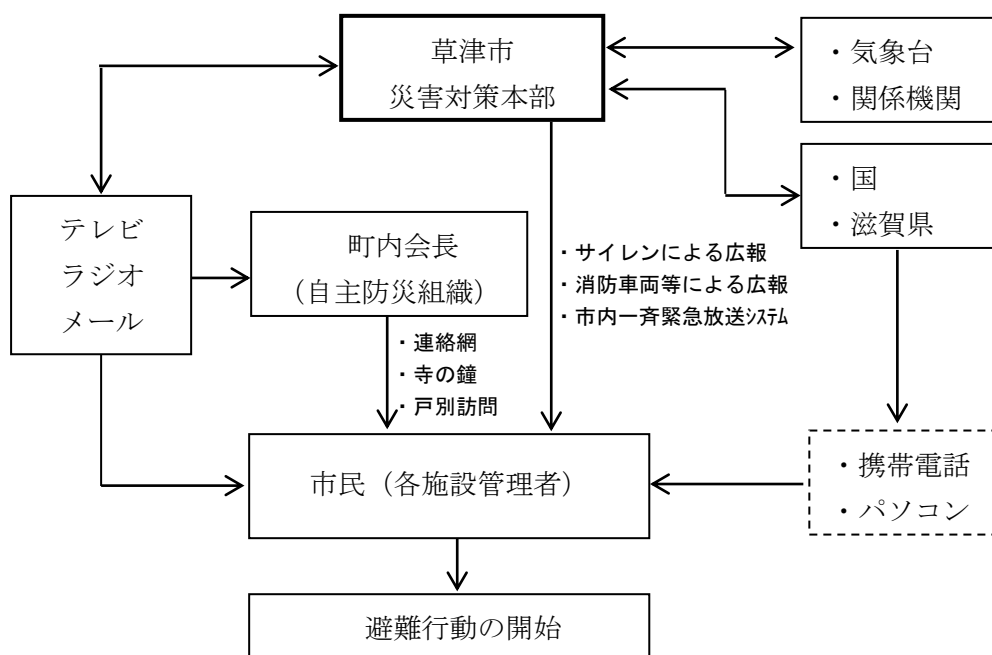 草津市
災害対策本部
・気象台
・関係機関
・国
・滋賀県
テレビ
ラジオ
メール
町内会長
（自主防災組織）
・サイレンによる広報
・消防車両等による広報
・市内一斉緊急放送ｼｽﾃﾑ
・連絡網
・寺の鐘
・戸別訪問
市民（各施設管理者）
・携帯電話
・パソコン
避難行動の開始